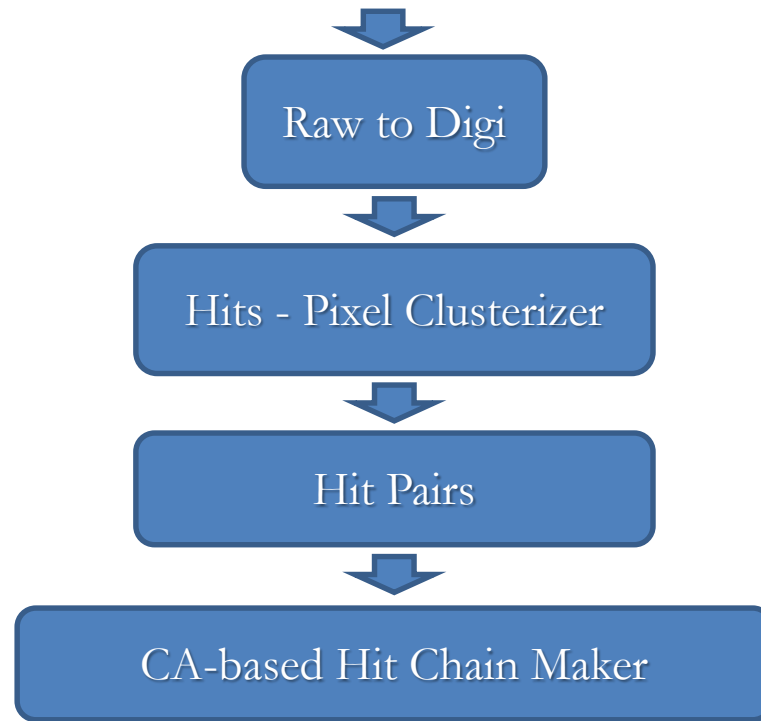 Raw to Digi
Hits - Pixel Clusterizer
Hit Pairs
CA-based Hit Chain Maker